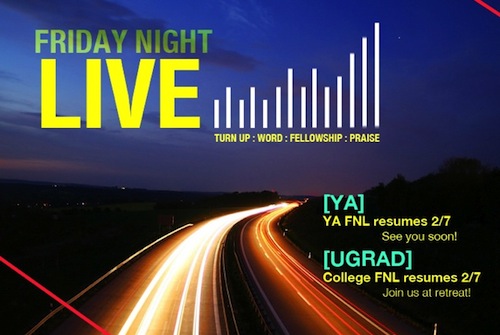 FRIDAY NIGHT
LIVE
TURN UP : WORD : FELLOWSHIP : PRAISE
[YA]
YA FNL resumes 2/7
See you soon!
[UGRAD]
College FNL resumes 2/7
Join us at retreat!